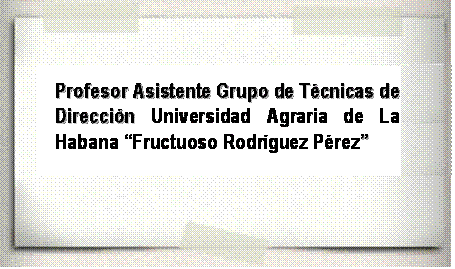 Profesor Asistente Grupo de Técnicas de
Dirección Universidad Agraria de La
Habana “Fructuoso Rodríguez Pérez”